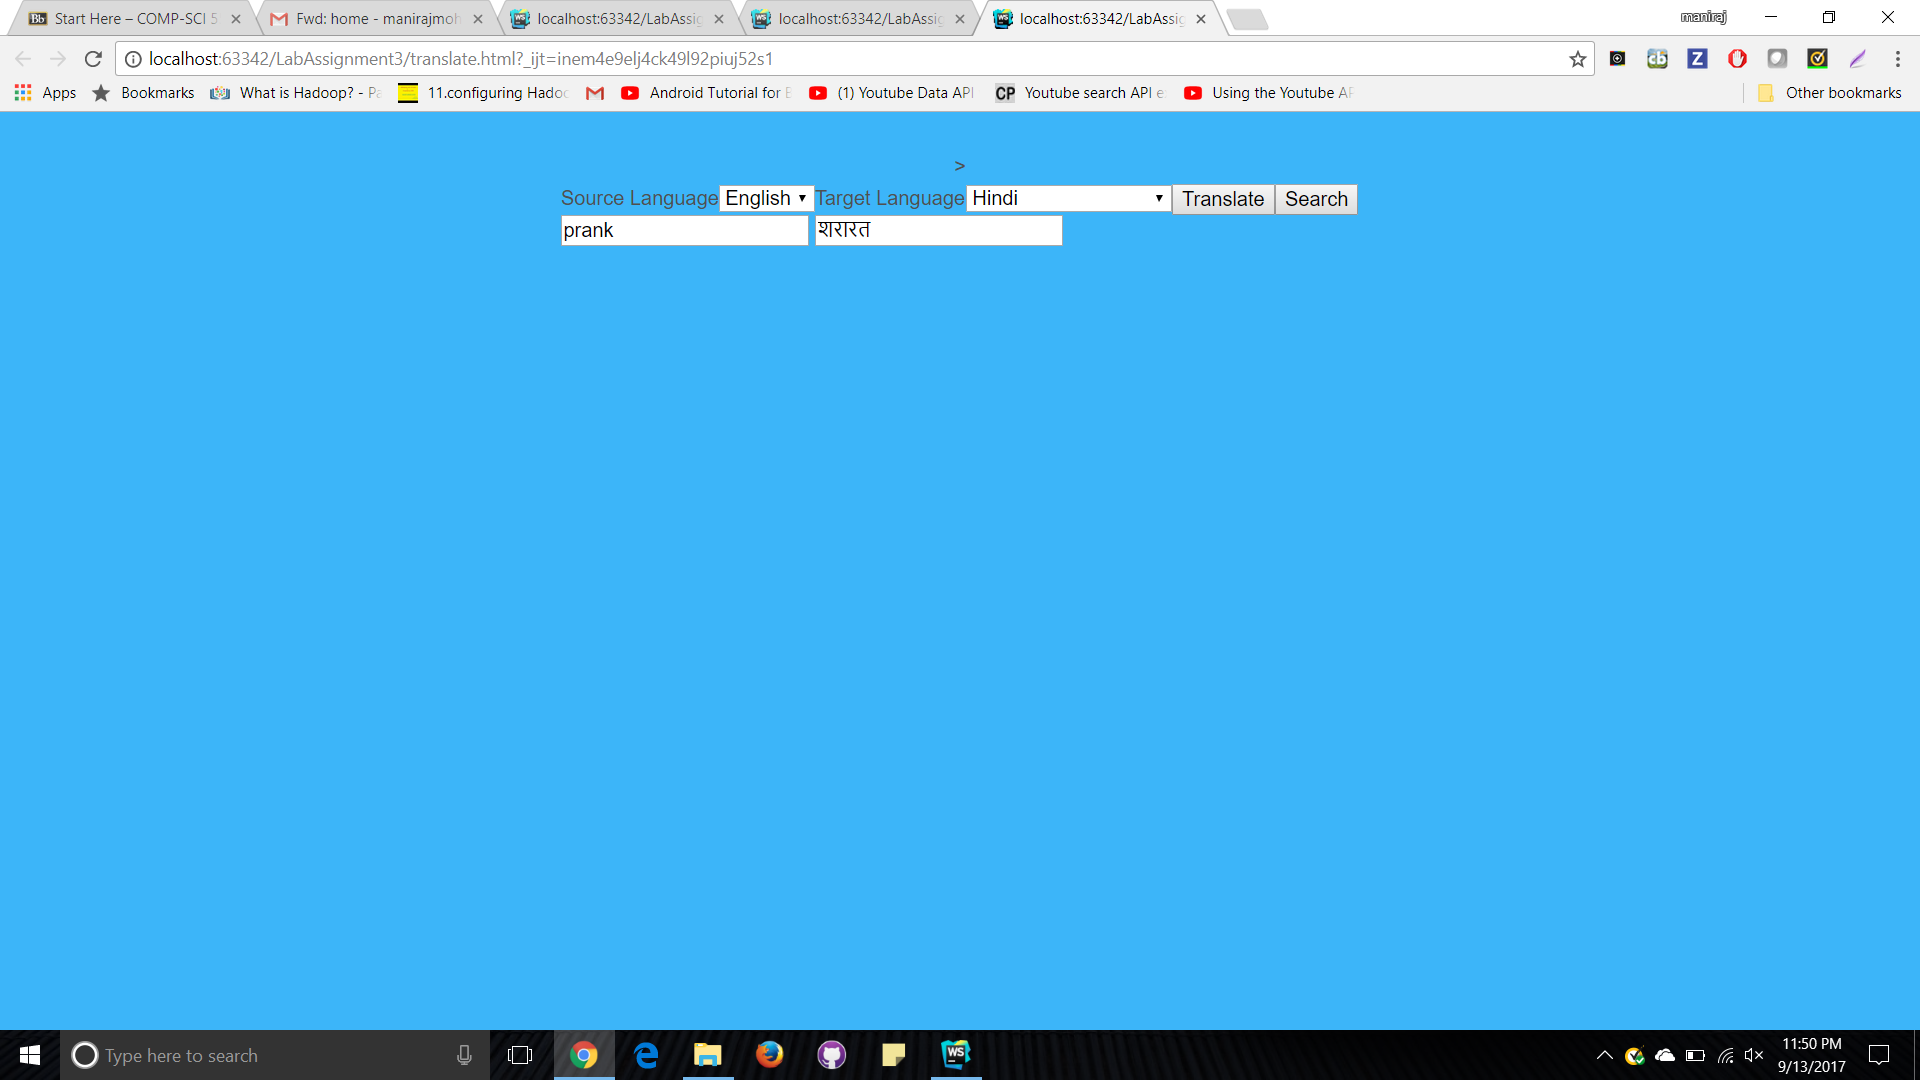 Start Here – COMP-SCI 5
Fwd: home - manirajmoh
localhost:63342/LabAssig
localhost:63342/LabAssig
localhost:63342/LabAssig
maniraj
localhost:63342/LabAssignment3/translate.html?_ijt=inem4e9elj4ck49l92piuj52s1
Apps
Bookmarks
What is Hadoop? - Pa
11.configuring Hadoo
Android Tutorial for B
(1) Youtube Data API
CP
Youtube search API e
Using the Youtube AP
Other bookmarks
>
Source Language English Target Language Hindi Translate Search
prank शरारत
Type here to search
11:50 PM
9/13/2017